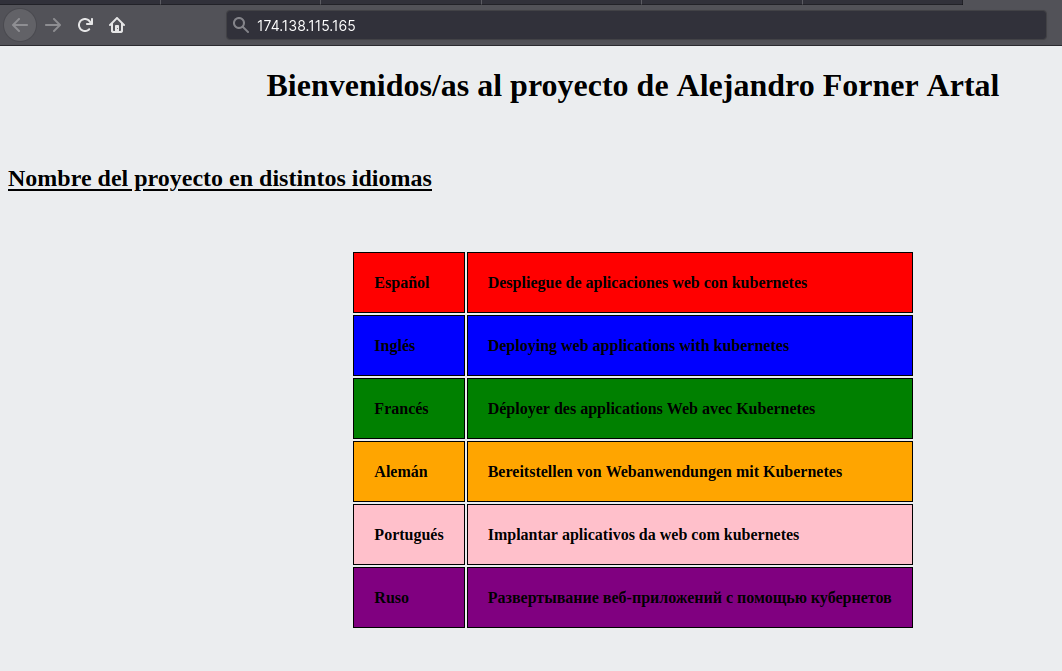 174.138.115.165
Bienvenidos/as al proyecto de Alejandro Forner Artal
Nombre del proyecto en distintos idiomas
Español Despliegue de aplicaciones web con kubernetes
Inglés Deploying web applications with kubernetes
Francés Déployer des applications Web avec Kubernetes
Alemán Bereitstellen von Webanwendungen mit Kubernetes
Portugués Implantar aplicativos da web com kubernetes
Ruso Развертывание веб-приложений с помощью кубернетов